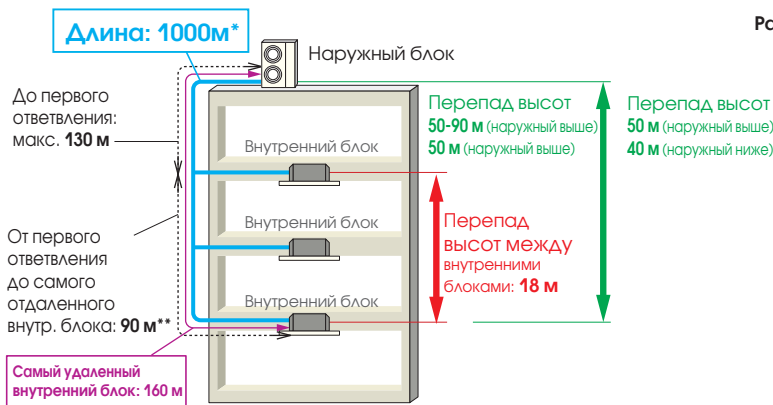 Длина: 1000м*
Ра
Наружный блок
До первого
ответвления:
макс. 130 м
Перепад высот
50-90 м (наружный выше)
50 м (наружный выше)
Перепад высот
50 м (наружный выше)
40 м (наружный ниже)
Внутренний блок
Внутренний блок
Внутренний блок
Перепад
высот между
внутренними
блоками: 18 м
От первого
ответвления
до самого
отдаленного
внутр. блока: 90 м**
Самый удаленный
внутренний блок: 160 м